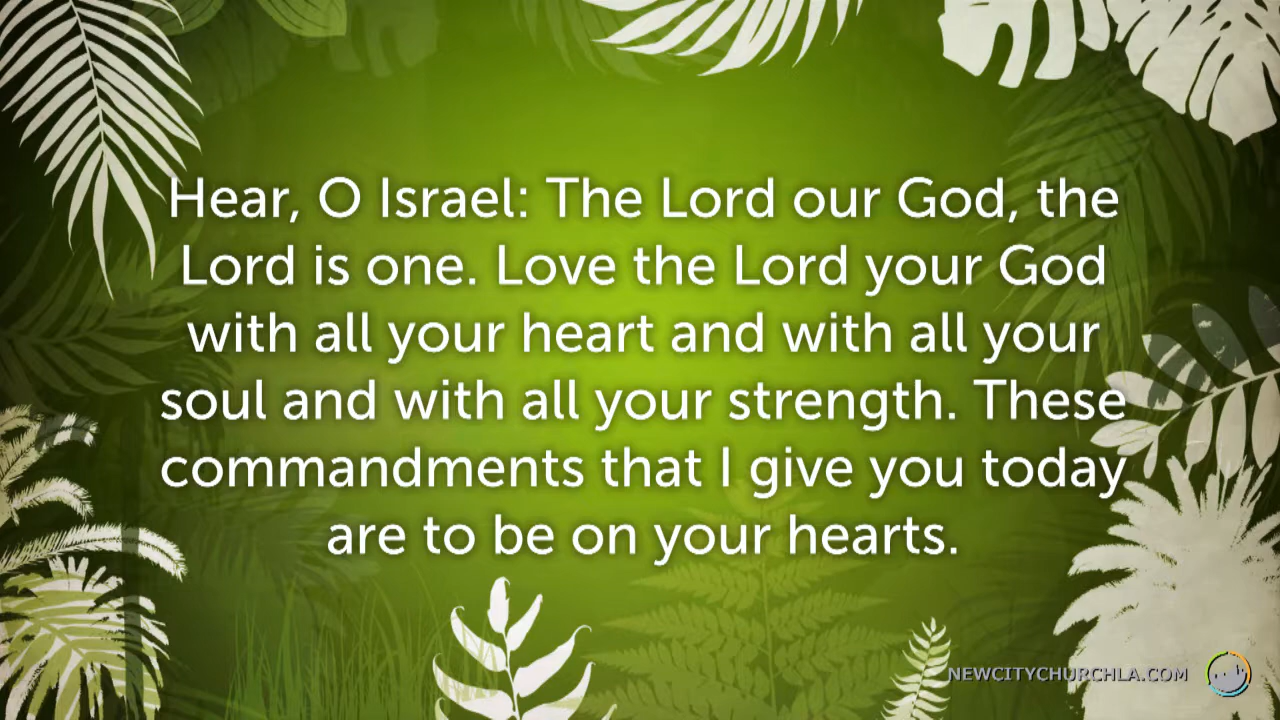 Hear, O Israel: The Lord our God, the
Lord is one. Love the Lord your God
with all your heart and with all your
soul and with all your strength. These
commandments that I give you today
are to be on your hearts.
NEWCITYCHURCHLA.COM